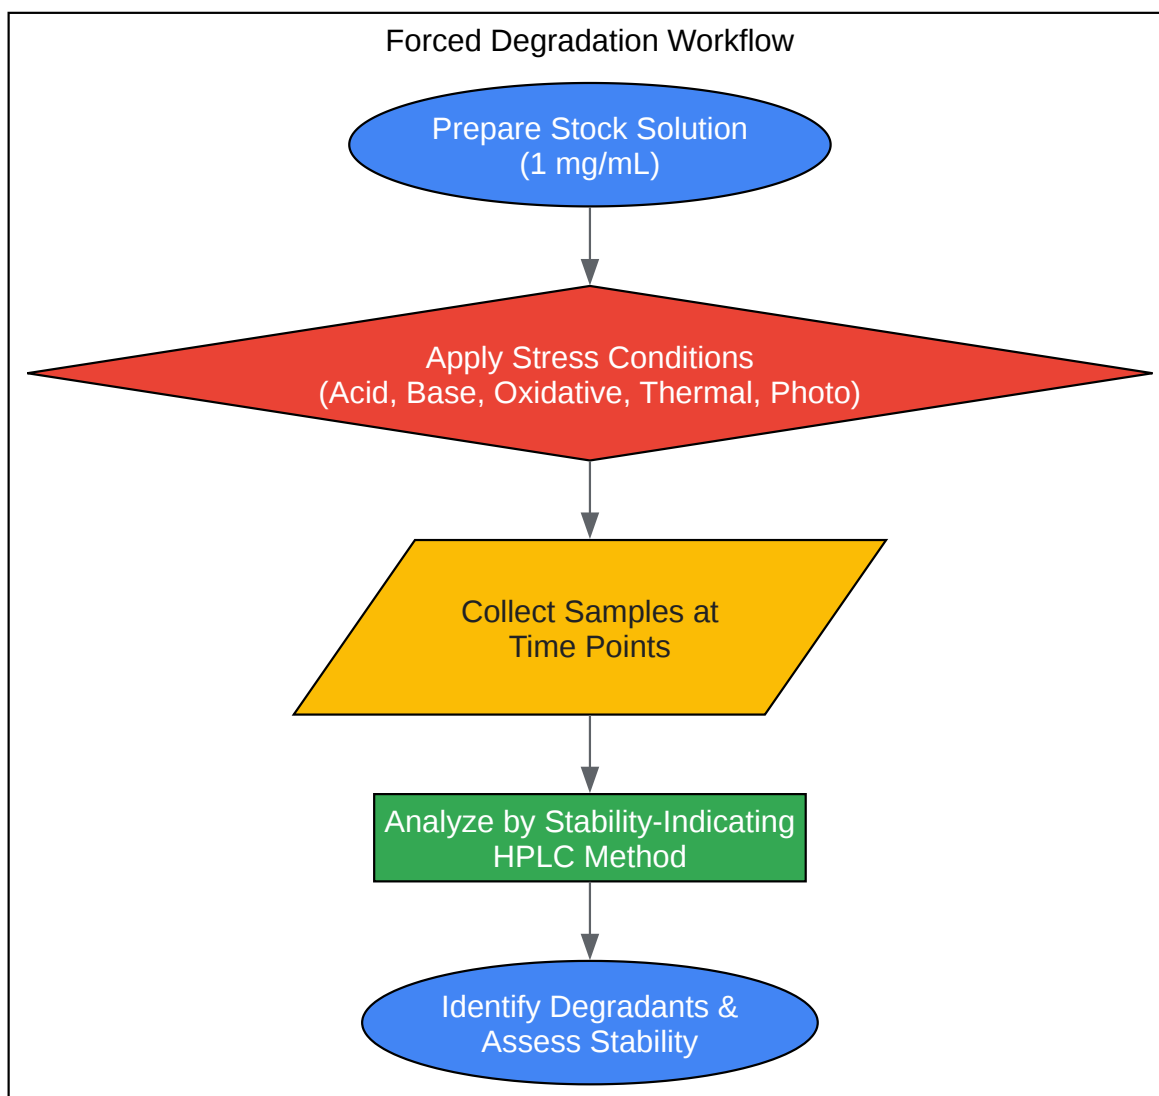 Forced Degradation Workflow
Prepare Stock Solution
(1 mg/mL)
Apply Stress Conditions
(Acid, Base, Oxidative, Thermal, Photo)
Collect Samples at
Time Points
Analyze by Stability-Indicating
HPLC Method
Identify Degradants &
Assess Stability